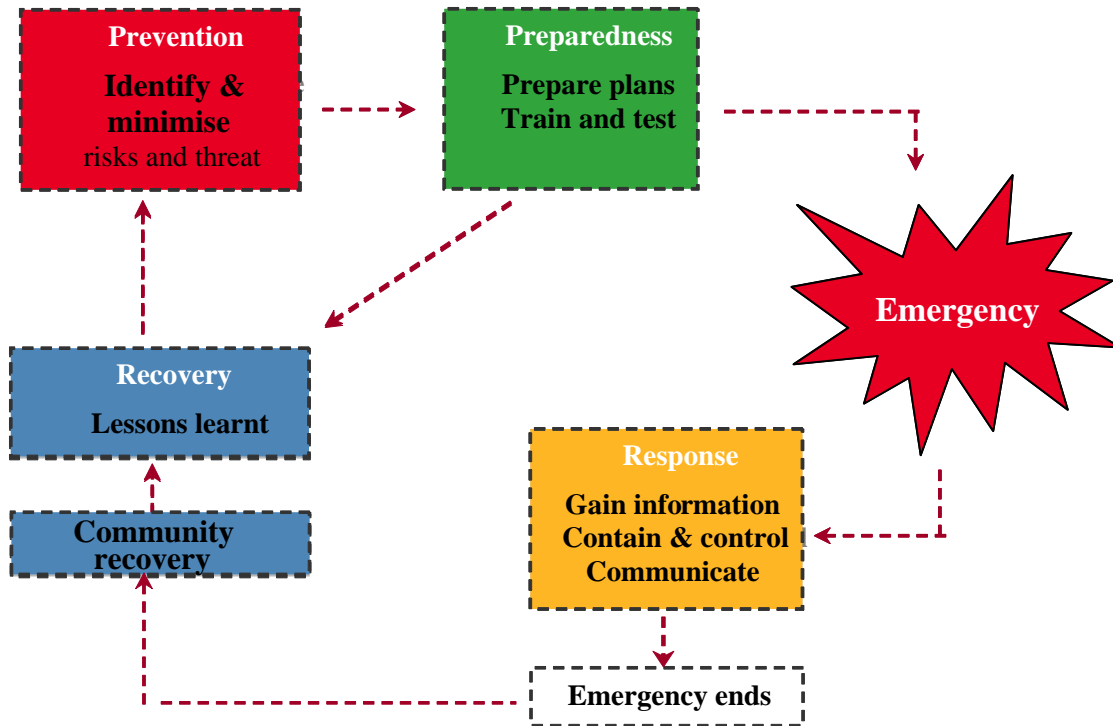 Prevention
Identify &
minimise
risks and threat
Preparedness
Prepare plans
Train and test
Emergency
Recovery
Lessons learnt
Community
recovery
Response
Gain information
Contain & control
Communicate
Emergency ends